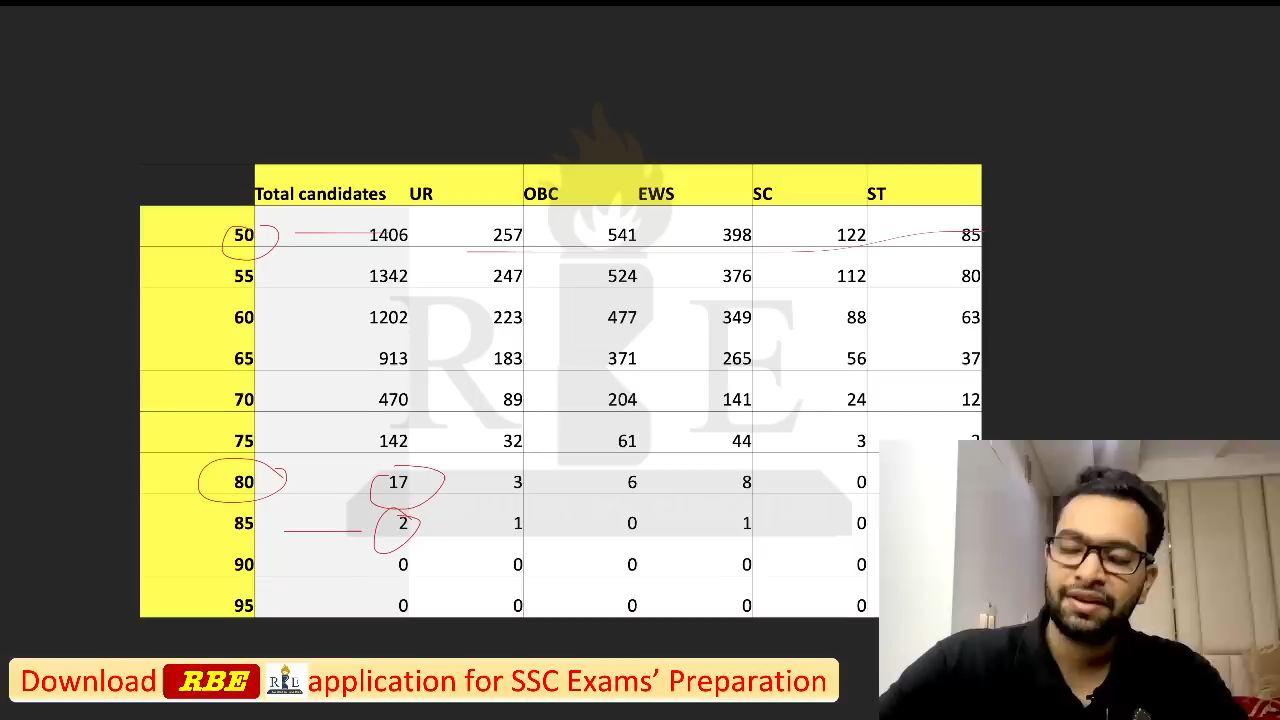 Total candidates UR OBC EWS SC ST
50 1406 257 541 398 122 85
55 1342 247 524 376 112 80
60 1202 223 477 349 88 63
65 913 183 371 265 56 37
70 470 89 204 141 24 12
75 142 32 61 44 3
80 17 3 6 8 0
85 2 1 0 1 0
90 0 0 0 0 0
95 0 0 0 0 0
RBE
Download RBE RBE application for SSC Exams’ Preparation